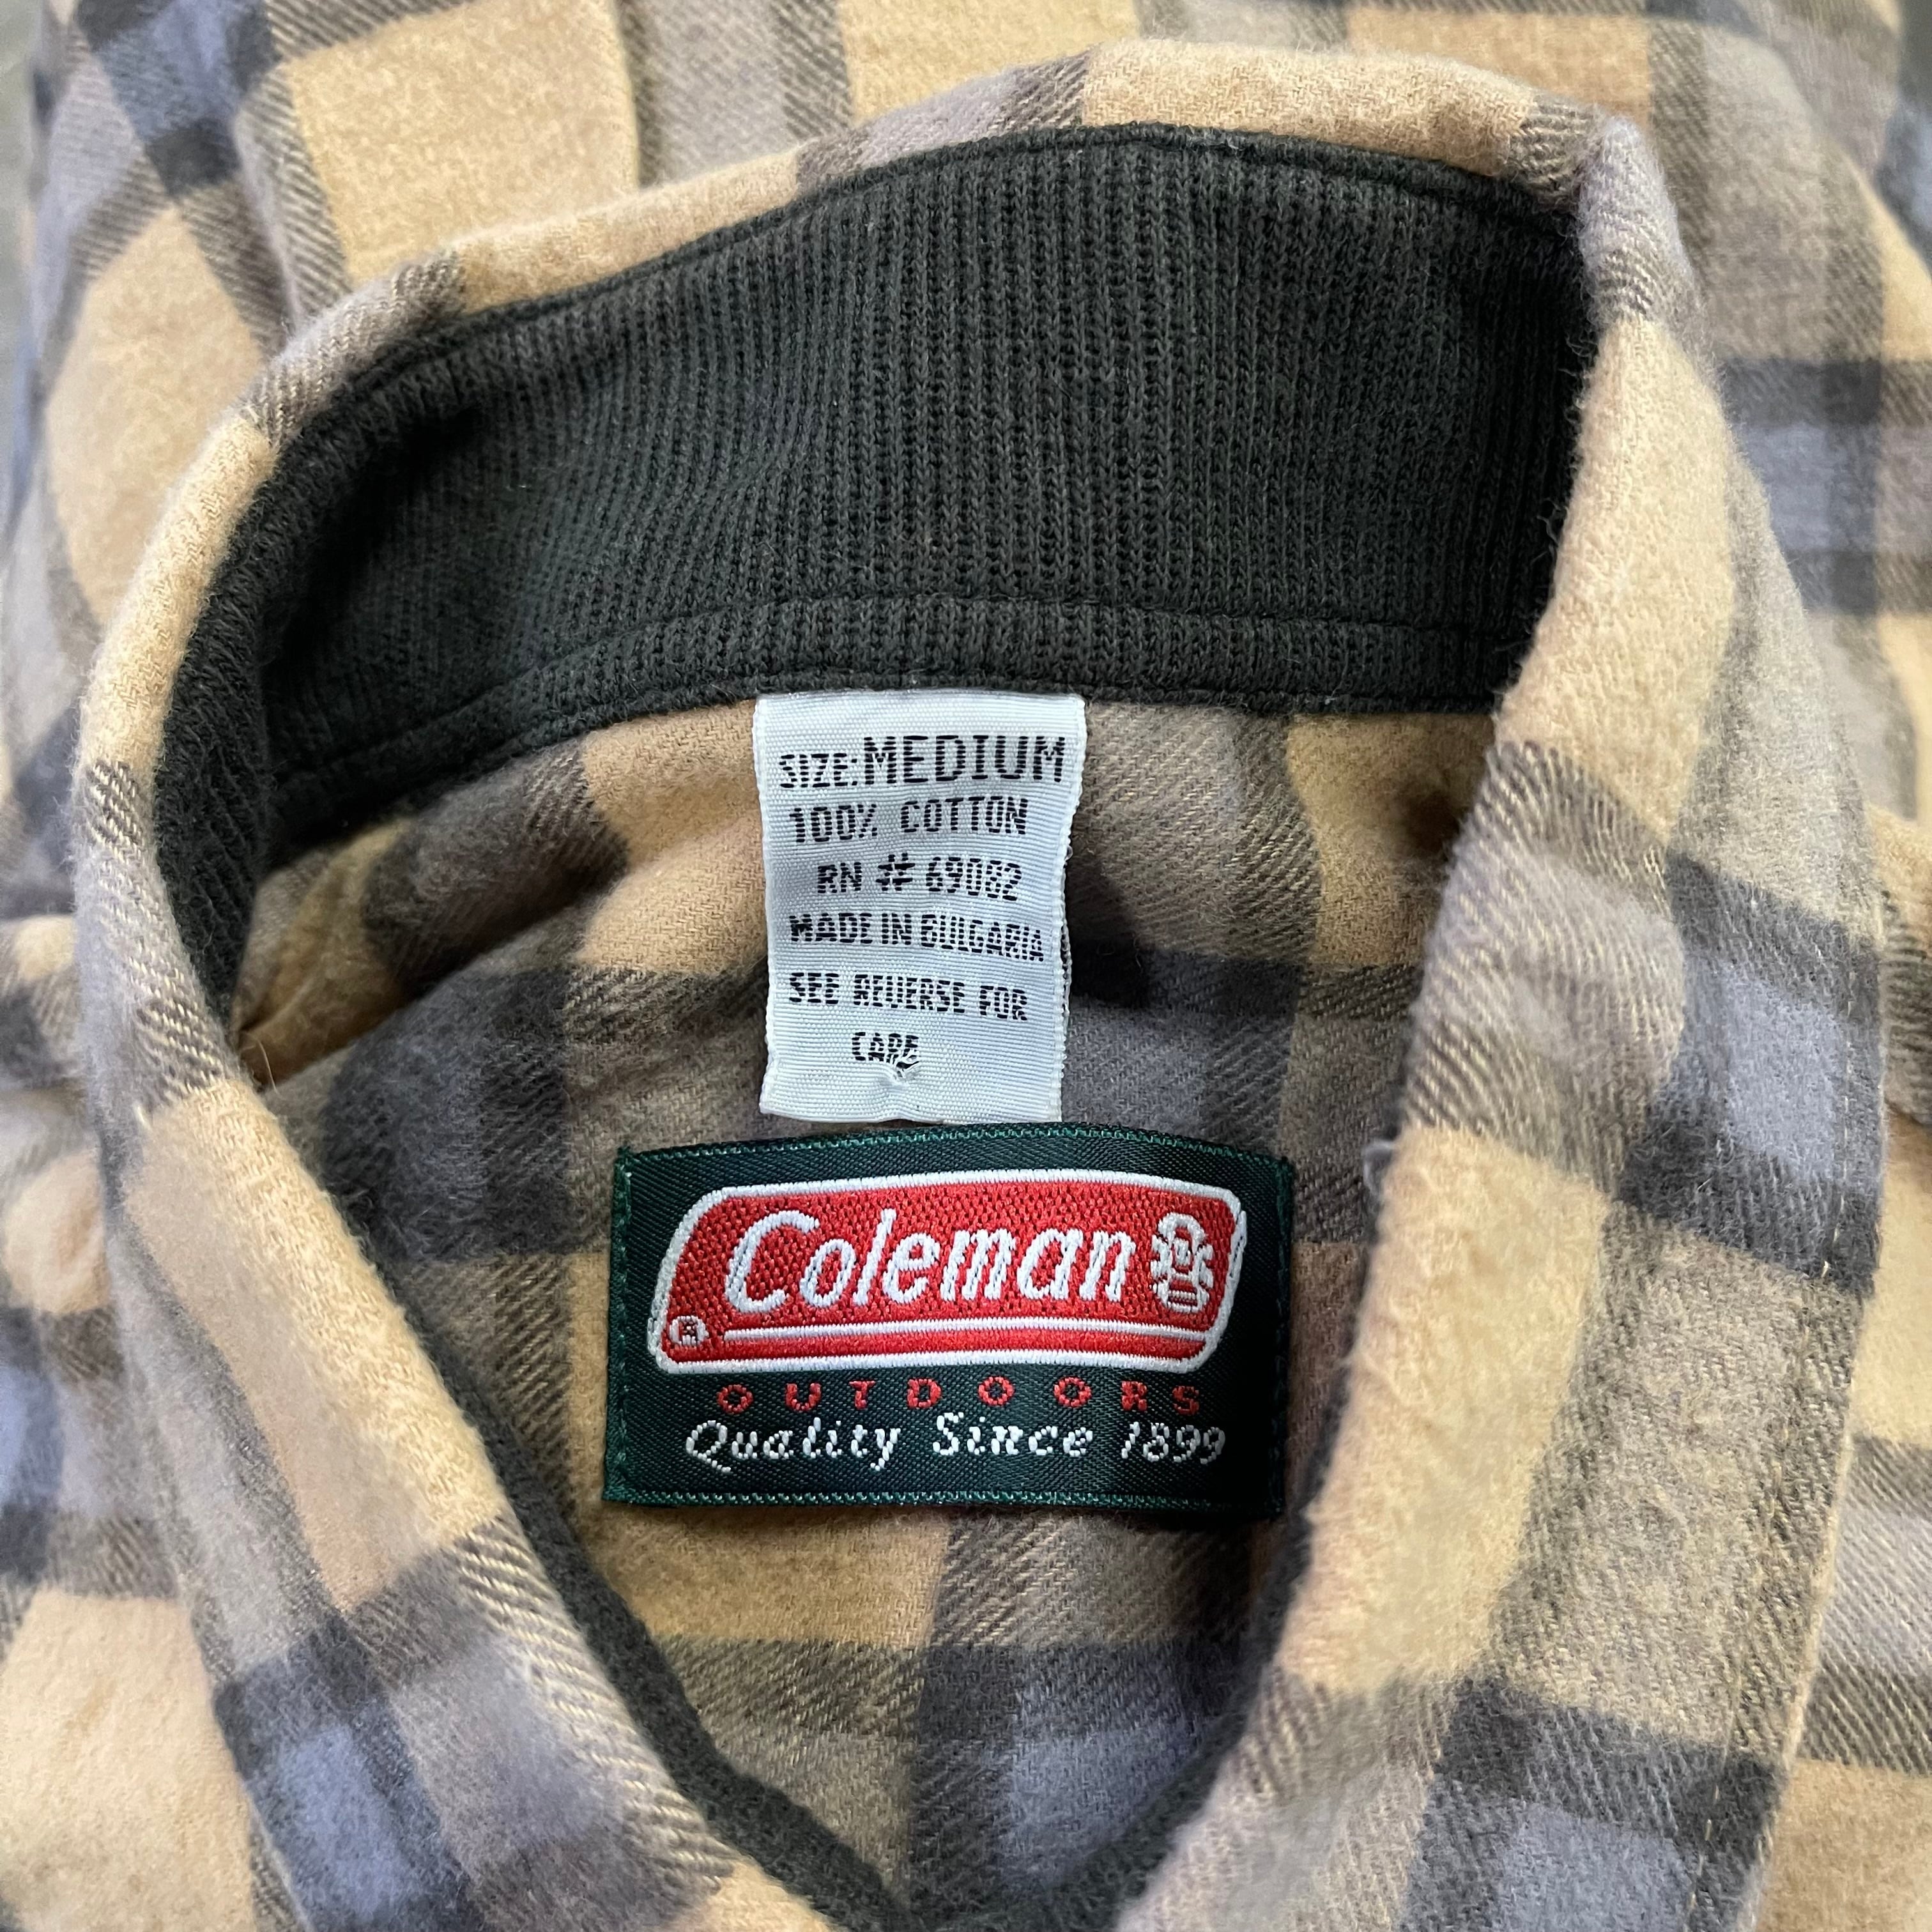 SIZE: MEDIUM
100% COTTON
RN # 69082
MADE IN BULGARIA
SEE REVERSE FOR
CARE
Coleman
®
OUTDOORS
Quality Since 1899